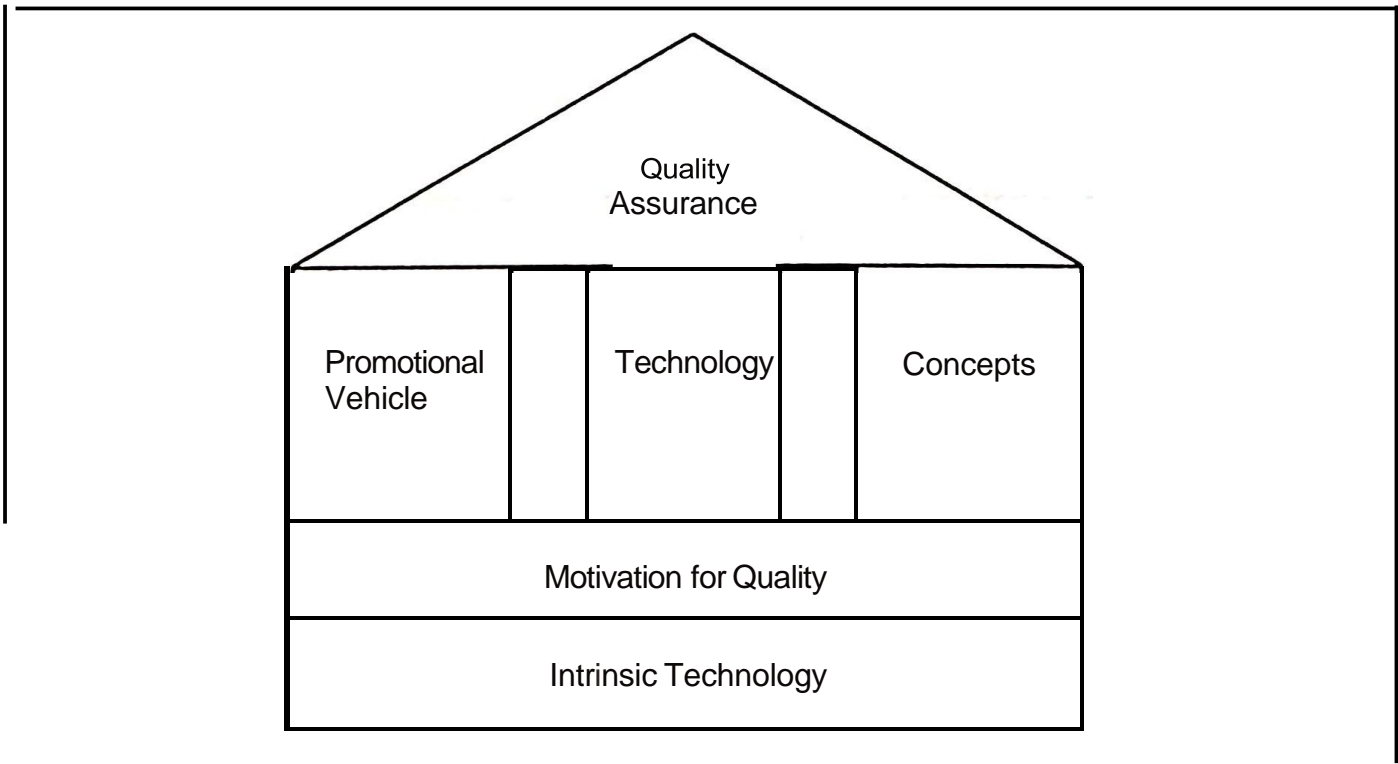 Quality
Assurance
Promotional
Vehicle
Technology
Concepts
Motivation for Quality
Intrinsic Technology